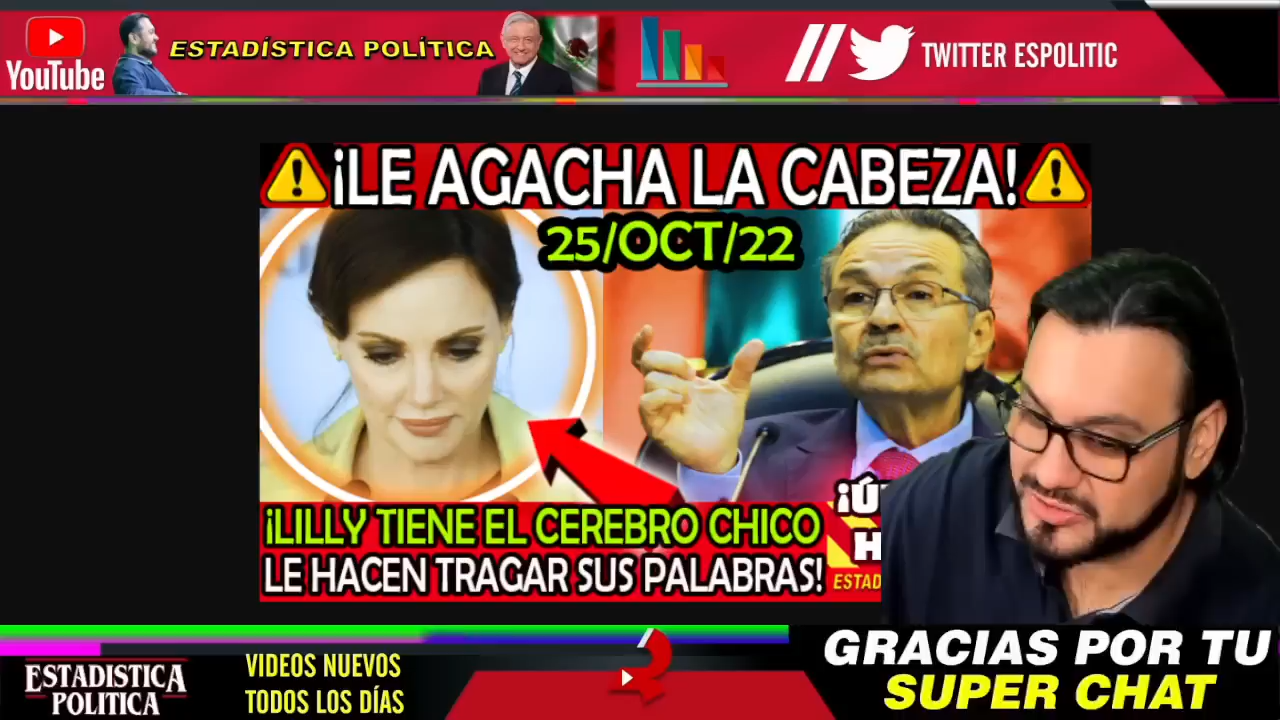 YouTube
ESTADÍSTICA POLÍTICA
TWITTER ESPOLITIC
¡LE AGACHA LA CABEZA!
25/OCT/22
¡LILLY TIENE EL CEREBRO CHICO
LE HACEN TRAGAR SUS PALABRAS!
ESTADISTICA
POLÍTICA
VIDEOS NUEVOS
TODOS LOS DÍAS
GRACIAS POR TU
SUPER CHAT